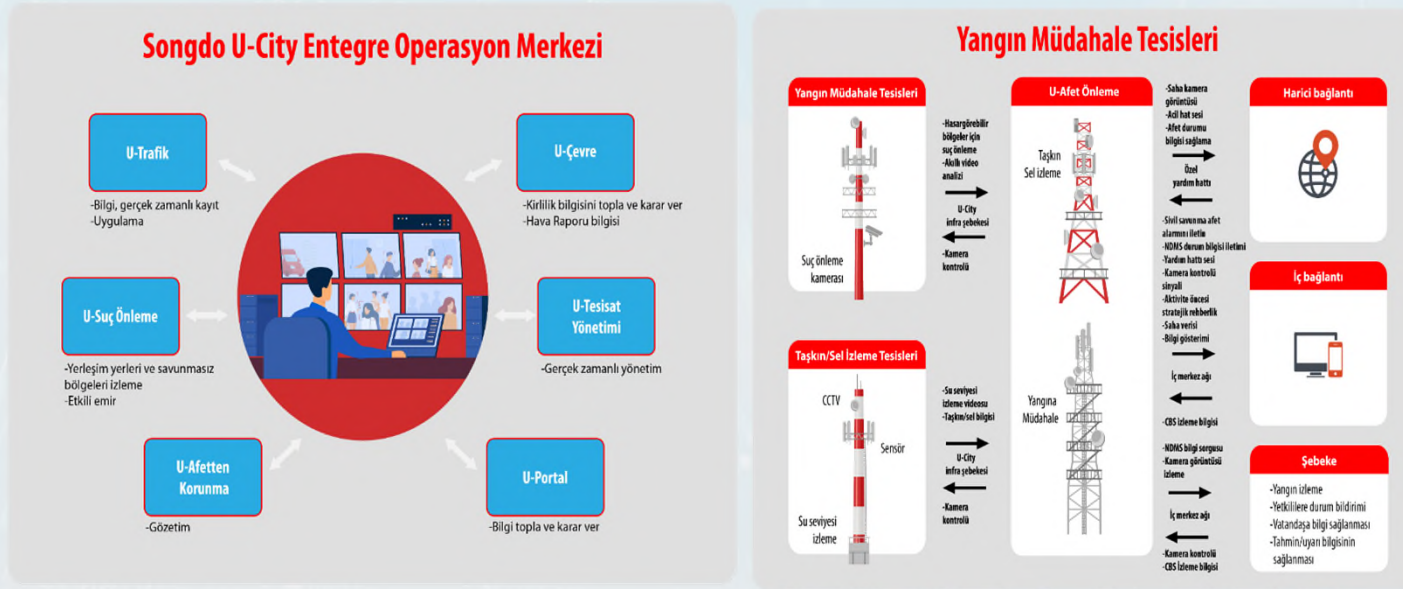 Songdo U-City Entegre Operasyon Merkezi
U-Trafik
-Bilgi, gerçek zamanlı kayıt
-Uygulama
U-Çevre
-Kirlilik bilgisini topla ve karar ver
-Hava Raporu bilgisi
U-Suç Önleme
-Yerleşim yerleri ve savunmasız
bölgeleri izleme
-Etkili emir
U-Tesisat
Yönetimi
-Gerçek zamanlı yönetim
U-Afetten
Korunma
-Gözetim
U-Portal
-Bilgi topla ve karar ver
Yangın Müdahale Tesisleri
Yangın Müdahale Tesisleri
Suç önleme
kamerası
-Hasargörebilir
bölgeler için
suç önleme
-Akıllı video
analizi
U-City
infra şebekesi
-Kamera
kontrolü
Taşkın/Sel İzleme Tesisleri
CCTV
Sensör
Su seviyesi
izleme
-Su seviyesi
izleme videosu
-Taşkın/sel bilgisi
U-City
infra şebekesi
-Kamera
kontrolü
U-Afet Önleme
Taşkın
Sel izleme
Yangına
Müdahale
-Saha kamera
görüntüsü
-Acil hat sesi
-Afet durumu
bilgisi sağlama
Özel
yardım hattı
-Sivil savunma afet
alarmını iletin
-NDMS durum bilgisi iletimi
-Yardım hattı sesi
-Kamera kontrolü
sinyali
-Aktivite öncesi
stratejik rehberlik
-Saha verisi
-Bilgi gösterimi
İç merkez ağı
-CBS izleme bilgisi
-NDMS bilgi sorgusu
-Kamera görüntüsü
izleme
İç merkez ağı
-Kamera kontrolü
-CBS İzleme bilgisi
Harici bağlantı
İç bağlantı
Şebeke
-Yangın izleme
-Yetkililere durum bildirimi
-Vatandaşa bilgi sağlanması
-Tahmin/uyarı bilgisinin
sağlanması